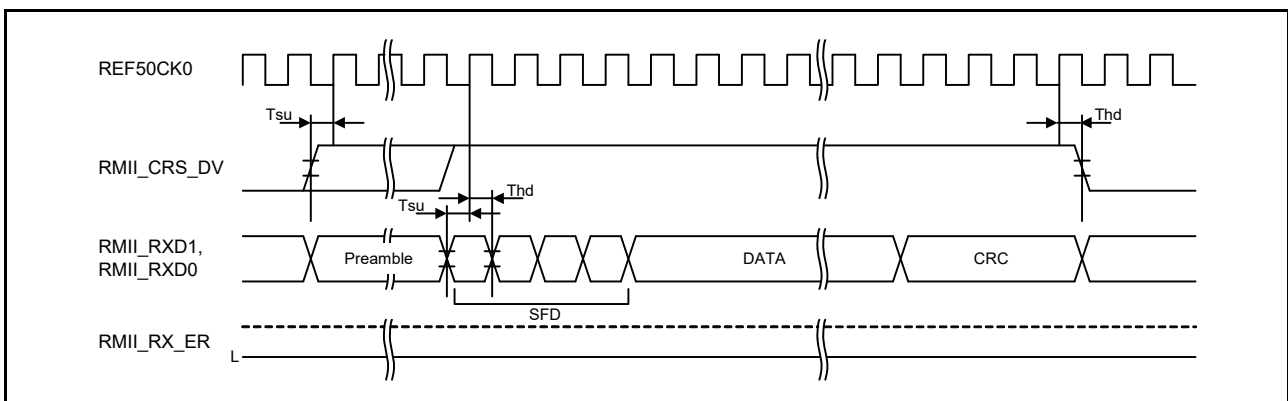 REF50CK0
Tsu
Thd
RMII_CRS_DV
Tsu
Thd
RMII_RXD1,
RMII_RXD0
Preamble
DATA
CRC
SFD
RMII_RX_ER
L